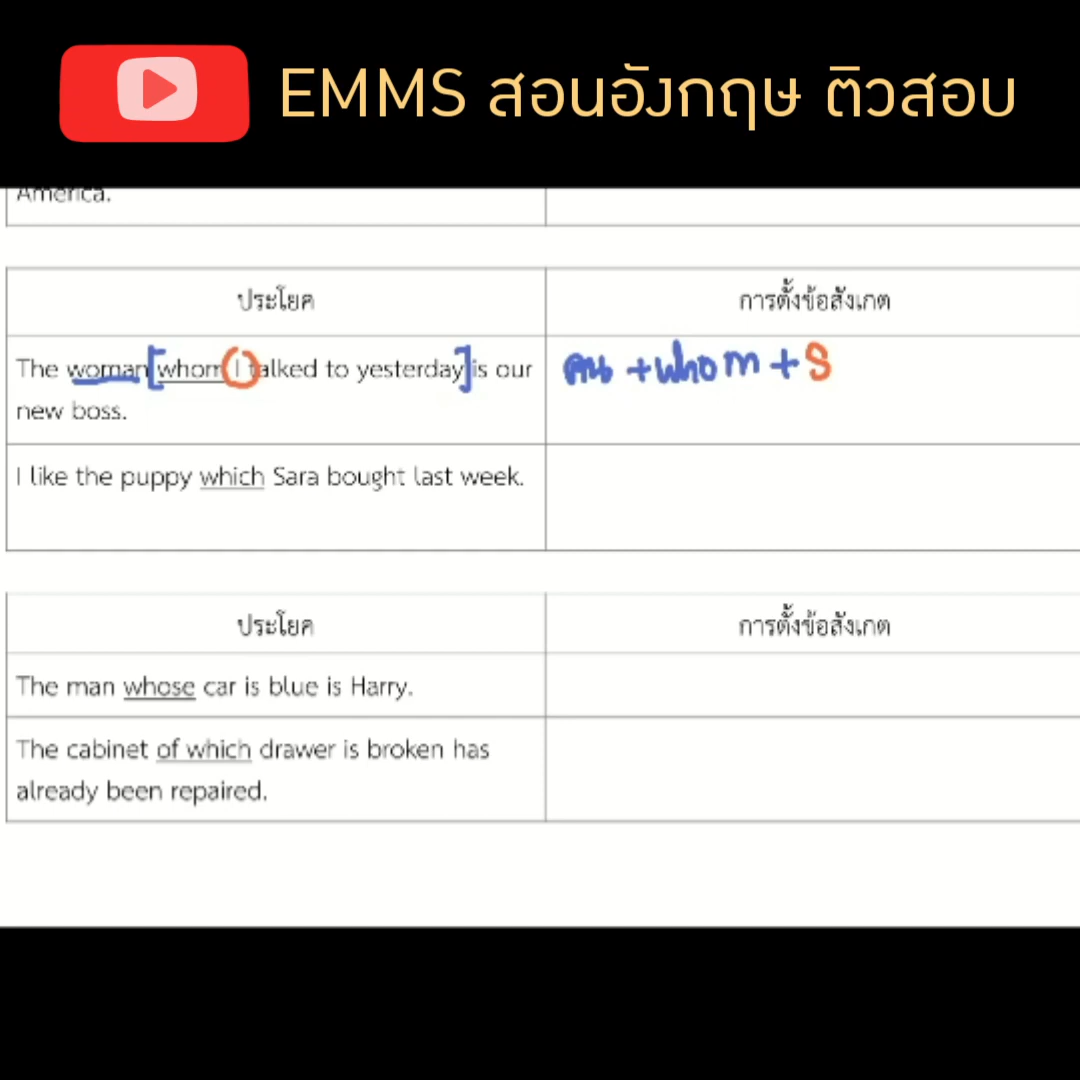 EMMS สอนอังกฤษ ติวสอบ
America.
ประโยค การตั้งข้อสังเกต
The woman [whom I talked to yesterday] is our คน + whom + S
new boss.
I like the puppy which Sara bought last week.
ประโยค การตั้งข้อสังเกต
The man whose car is blue is Harry.
The cabinet of which drawer is broken has
already been repaired.